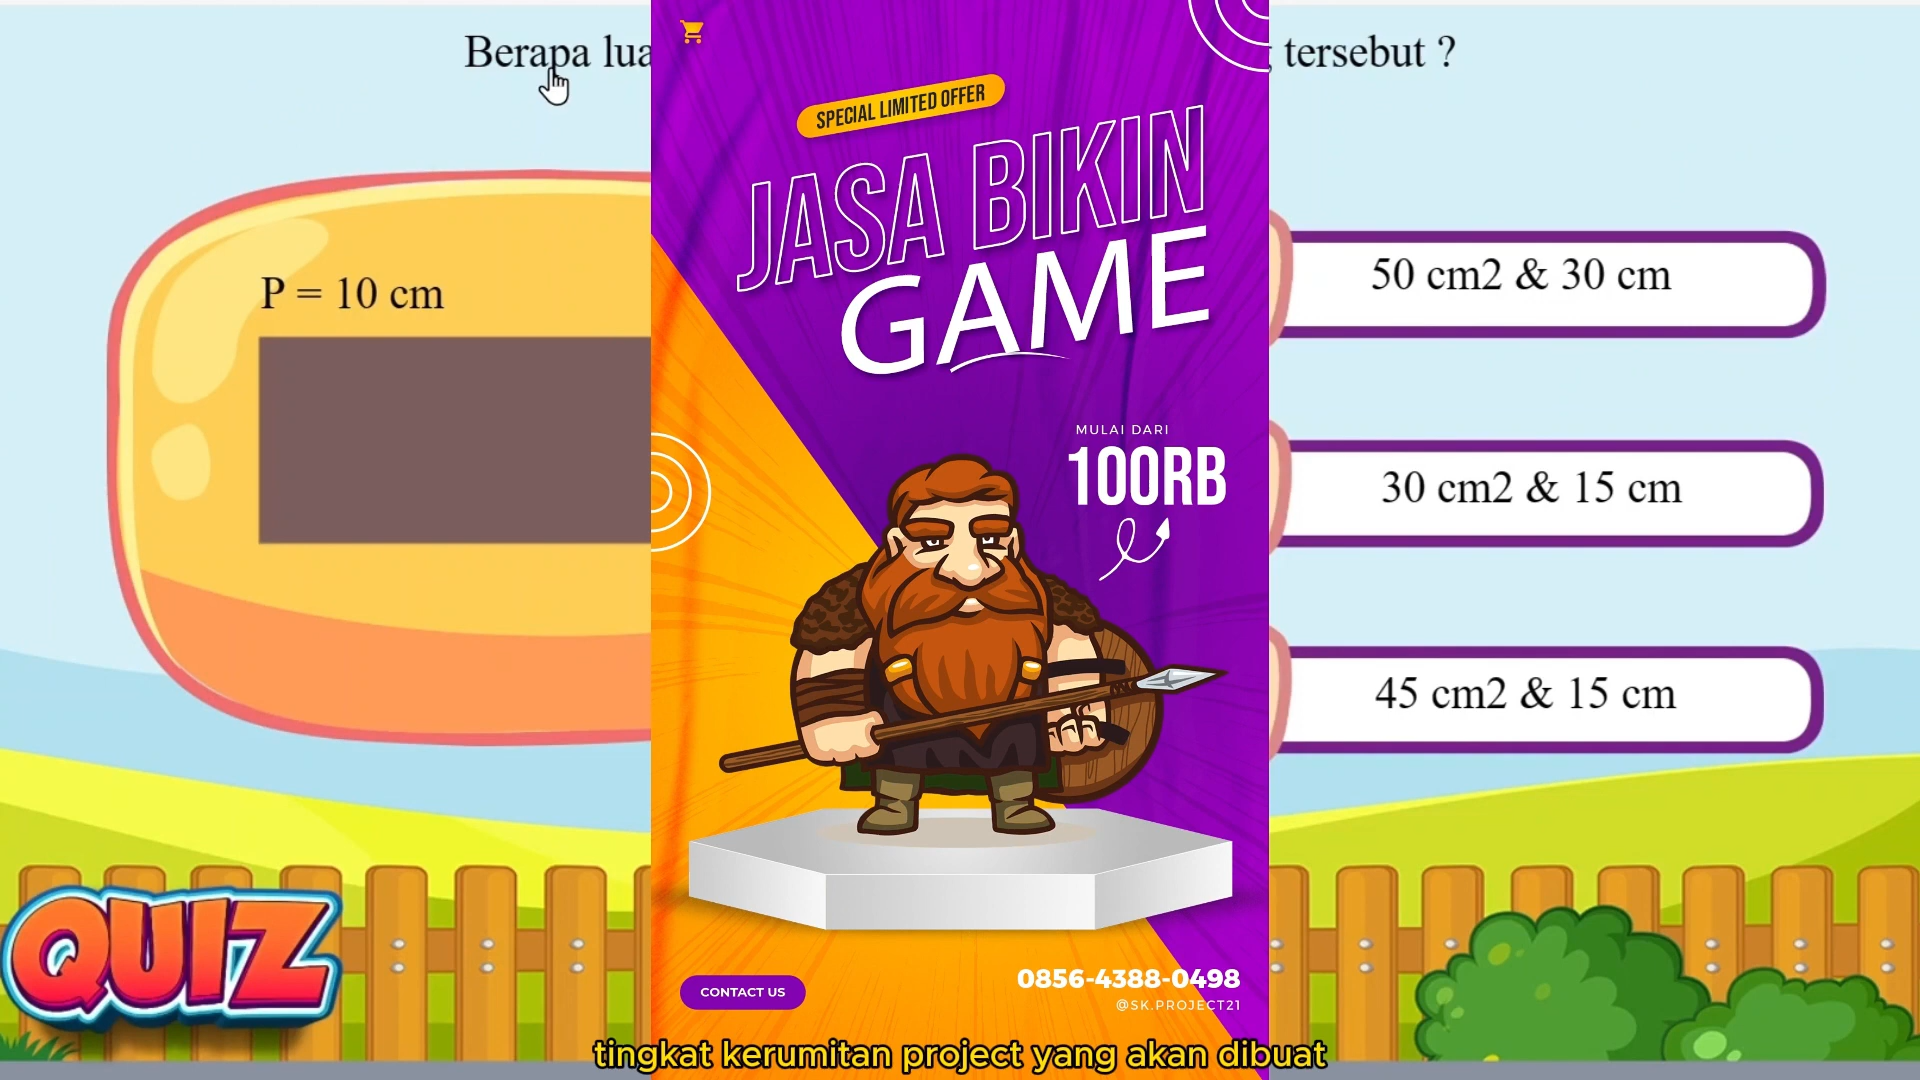 Berapa lua
tersebut ?
SPECIAL LIMITED OFFER
JASA BIKIN
GAME
P = 10 cm
50 cm2 & 30 cm
MULAI DARI
100RB
30 cm2 & 15 cm
45 cm2 & 15 cm
QUIZ
CONTACT US
0856-4388-0498
@SK.PROJECT21
tingkat kerumitan project yang akan dibuat